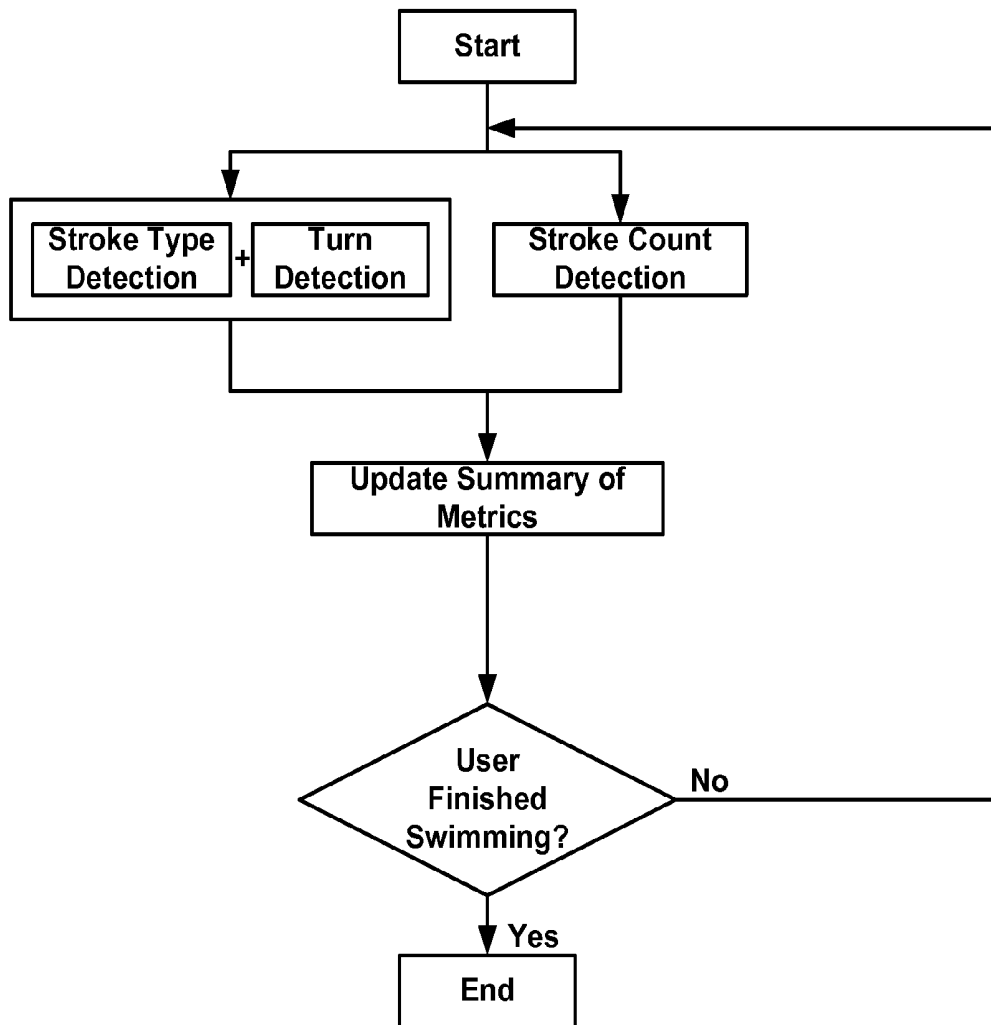 Start
Stroke Type
Detection
+
Turn
Detection
Stroke Count
Detection
Update Summary of
Metrics
User
Finished
Swimming?
No
Yes
End